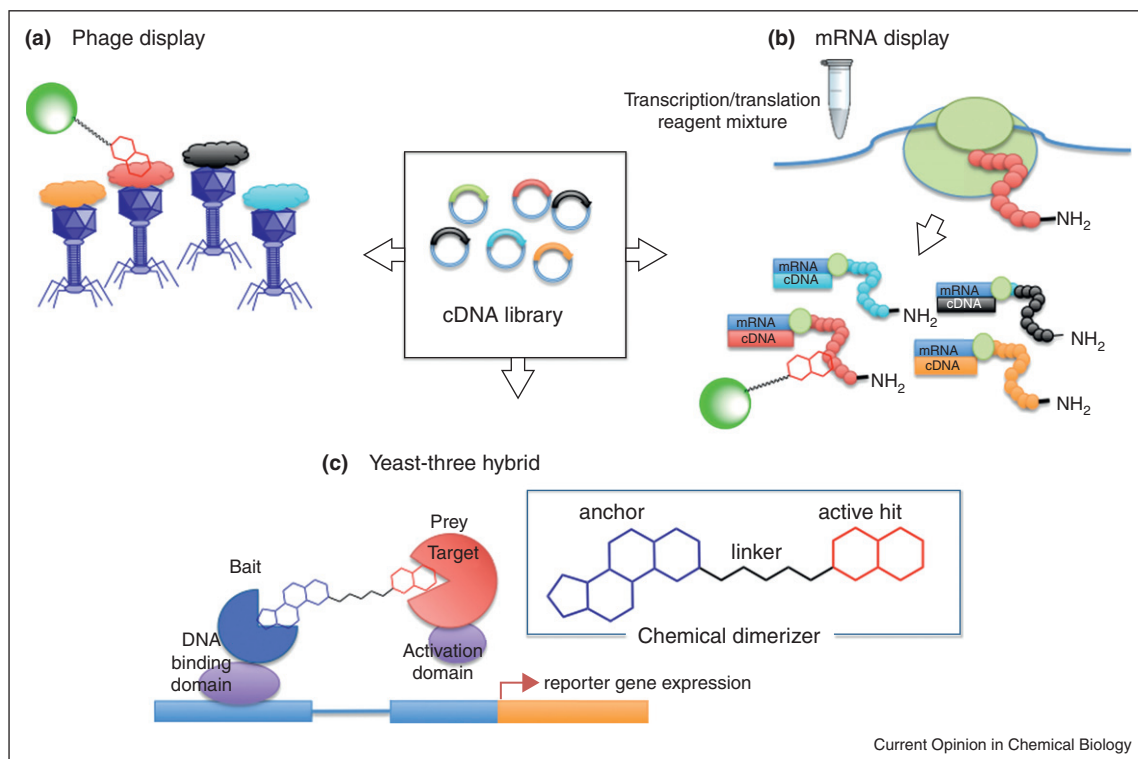 (a) Phage display
(b) mRNA display
Transcription/translation
reagent mixture
NH2
cDNA library
mRNA
cDNA
NH2
mRNA
cDNA
NH2
mRNA
cDNA
NH2
mRNA
cDNA
NH2
(c) Yeast-three hybrid
Prey
Target
Bait
DNA
binding
domain
Activation
domain
reporter gene expression
anchor
active hit
linker
Chemical dimerizer
Current Opinion in Chemical Biology